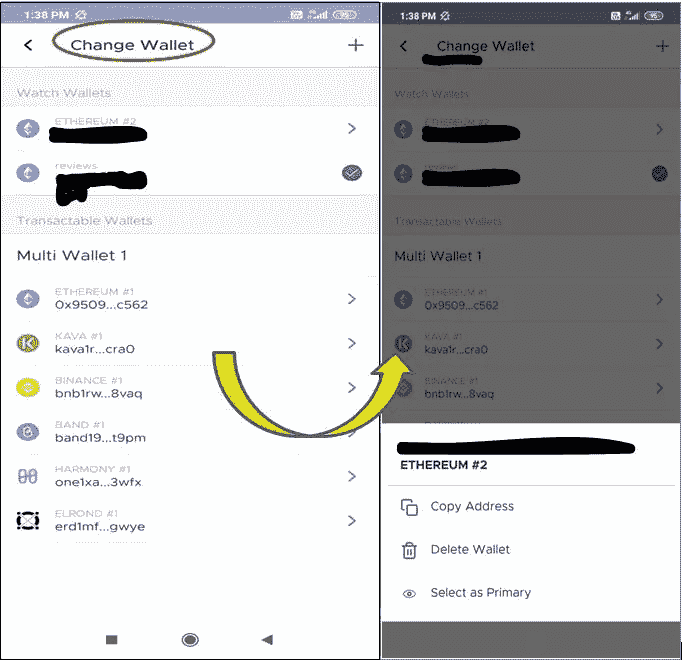 1:38 PM
Change Wallet
Watch Wallets
ETHEREUM #2
reviews
Transactable Wallets
Multi Wallet 1
ETHEREUM #1
0x9509...c562
KAVA #1
kava1r...cra0
BINANCE #1
bnb1rw...8vaq
BAND #1
band19...t9pm
HARMONY #1
one1xa...3wfx
ELROND #1
erd1mf...gwye
1:38 PM
Change Wallet
Watch Wallets
ETHEREUM #2
reviews
Transactable Wallets
Multi Wallet 1
ETHEREUM #1
0x9509...c562
KAVA #1
kava1r...cra0
BINANCE #1
bnb1rw...8vaq
ETHEREUM #2
Copy Address
Delete Wallet
Select as Primary